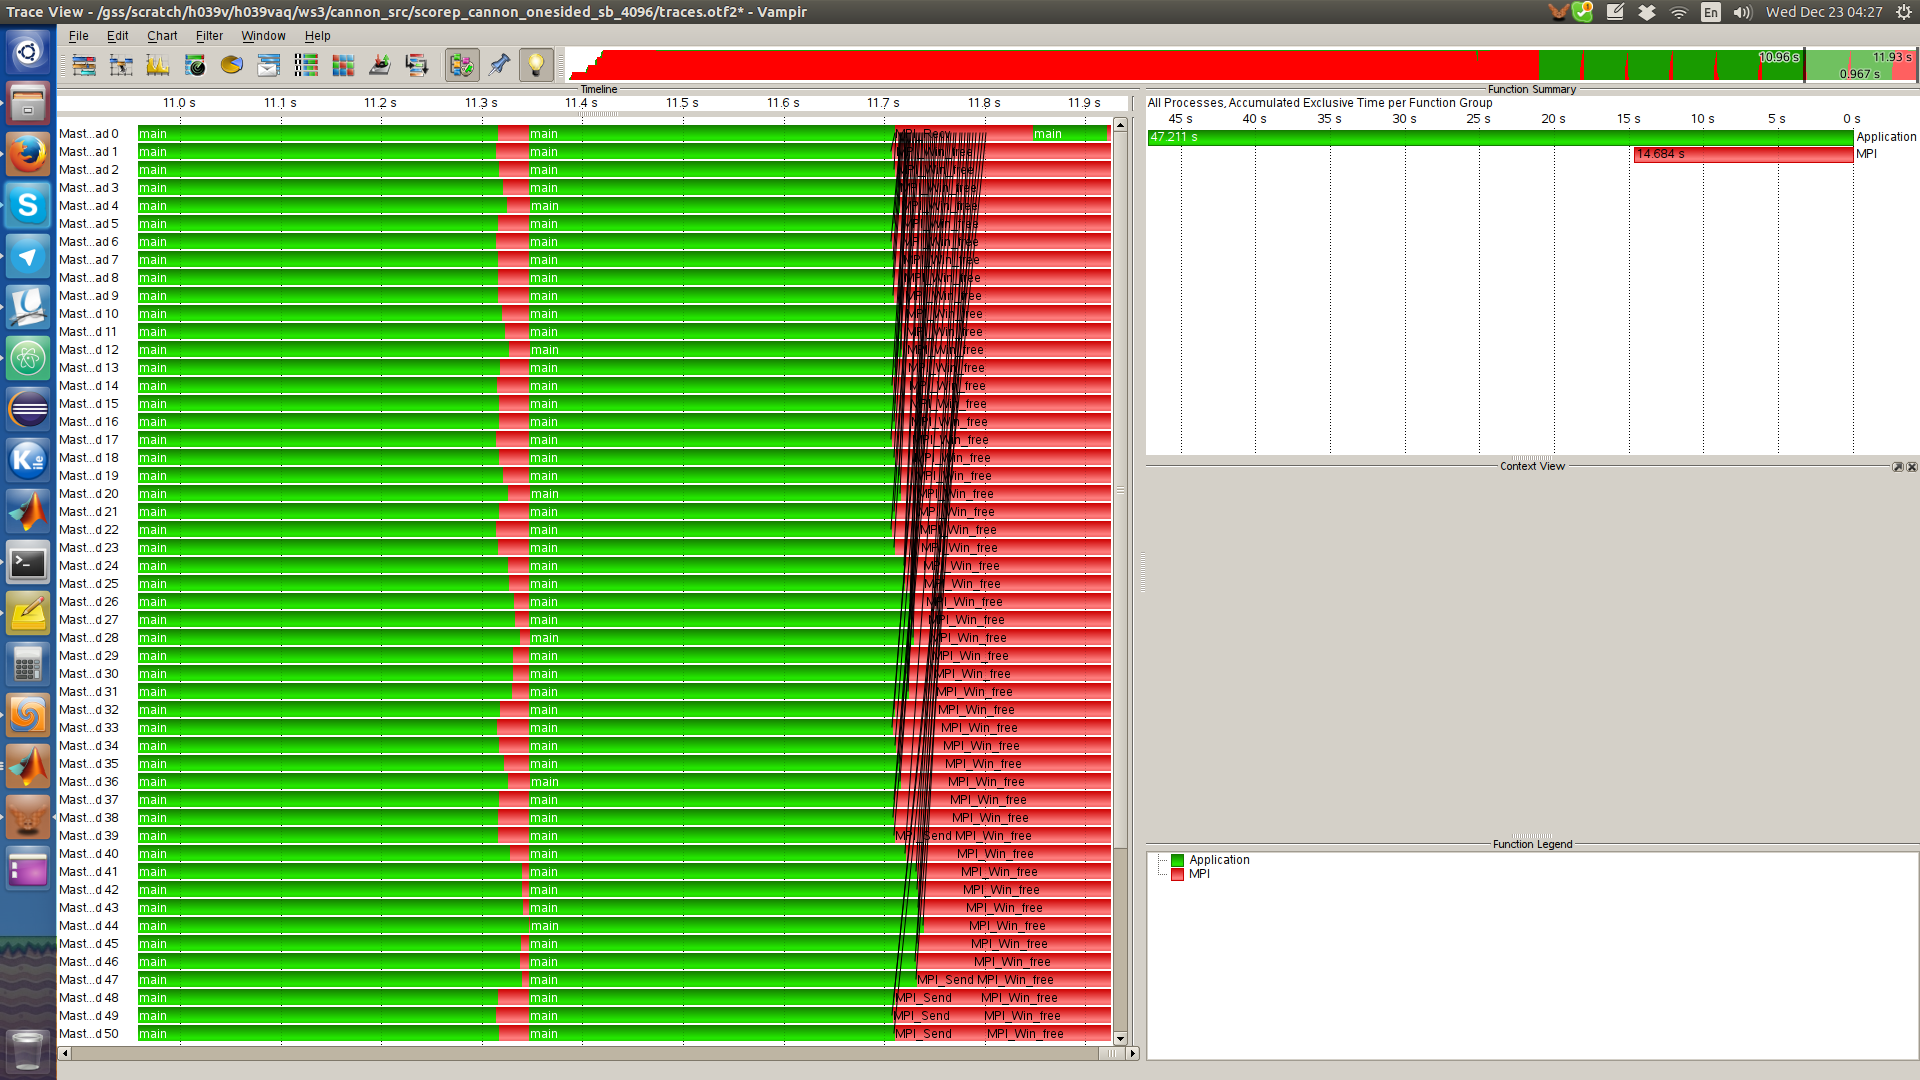 Trace View - /gss/scratch/h039v/h039vaq/ws3/cannon_src/scorep_cannon_onesided_sb_4096/traces.otf2* - Vampir
En
Wed Dec 23 04:27
File Edit Chart Filter Window Help
10.96 s 11.93 s
0.967 s
Timeline
11.0 s 11.1 s 11.2 s 11.3 s 11.4 s 11.5 s 11.6 s 11.7 s 11.8 s 11.9 s
Mast...ad 0 main main MPI_Recv main
Mast...ad 1 main main MPI_Win_free
Mast...ad 2 main main MPI_Win_free
Mast...ad 3 main main MPI_Win_free
Mast...ad 4 main main MPI_Win_free
Mast...ad 5 main main MPI_Win_free
Mast...ad 6 main main MPI_Win_free
Mast...ad 7 main main MPI_Win_free
Mast...ad 8 main main MPI_Win_free
Mast...ad 9 main main MPI_Win_free
Mast...d 10 main main MPI_Win_free
Mast...d 11 main main MPI_Win_free
Mast...d 12 main main MPI_Win_free
Mast...d 13 main main MPI_Win_free
Mast...d 14 main main MPI_Win_free
Mast...d 15 main main MPI_Win_free
Mast...d 16 main main MPI_Win_free
Mast...d 17 main main MPI_Win_free
Mast...d 18 main main MPI_Win_free
Mast...d 19 main main MPI_Win_free
Mast...d 20 main main MPI_Win_free
Mast...d 21 main main MPI_Win_free
Mast...d 22 main main MPI_Win_free
Mast...d 23 main main MPI_Win_free
Mast...d 24 main main MPI_Win_free
Mast...d 25 main main MPI_Win_free
Mast...d 26 main main MPI_Win_free
Mast...d 27 main main MPI_Win_free
Mast...d 28 main main MPI_Win_free
Mast...d 29 main main MPI_Win_free
Mast...d 30 main main MPI_Win_free
Mast...d 31 main main MPI_Win_free
Mast...d 32 main main MPI_Win_free
Mast...d 33 main main MPI_Win_free
Mast...d 34 main main MPI_Win_free
Mast...d 35 main main MPI_Win_free
Mast...d 36 main main MPI_Win_free
Mast...d 37 main main MPI_Win_free
Mast...d 38 main main MPI_Win_free
Mast...d 39 main main MPI_Send MPI_Win_free
Mast...d 40 main main MPI_Win_free
Mast...d 41 main main MPI_Win_free
Mast...d 42 main main MPI_Win_free
Mast...d 43 main main MPI_Win_free
Mast...d 44 main main MPI_Win_free
Mast...d 45 main main MPI_Win_free
Mast...d 46 main main MPI_Win_free
Mast...d 47 main main MPI_Send MPI_Win_free
Mast...d 48 main main MPI_Send MPI_Win_free
Mast...d 49 main main MPI_Send MPI_Win_free
Mast...d 50 main main MPI_Send MPI_Win_free
Function Summary
All Processes, Accumulated Exclusive Time per Function Group
45 s 40 s 35 s 30 s 25 s 20 s 15 s 10 s 5 s 0 s
47.211 s Application
14.684 s MPI
Context View
Function Legend
Application
MPI